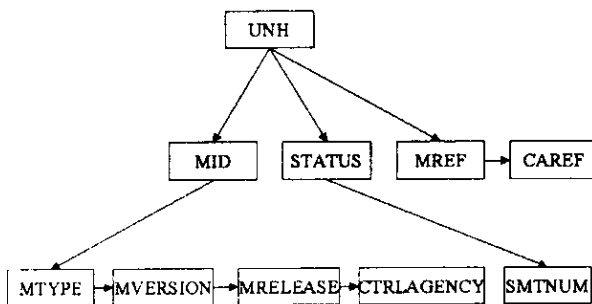 UNH
MID STATUS MREF CAREF
MTYPE MVERSION MRELEASE CTRLAGENCY SMTNUM